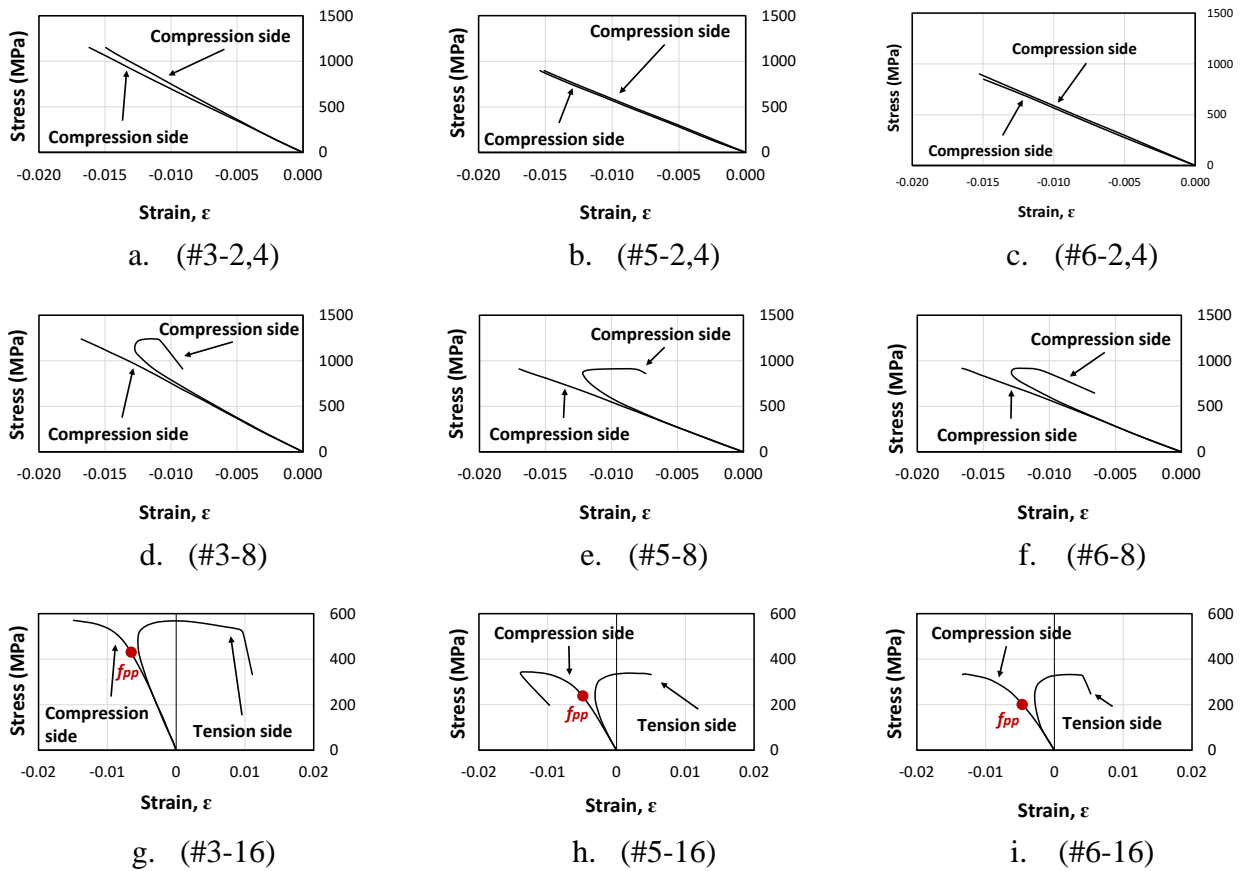 Stress (MPa)
Compression side
Compression side
1500
1000
500
0
-0.020 -0.015 -0.010 -0.005 0.000
Strain, ε
a. (#3-2,4)
Stress (MPa)
Compression side
Compression side
1500
1000
500
0
-0.020 -0.015 -0.010 -0.005 0.000
Strain, ε
b. (#5-2,4)
Stress (MPa)
Compression side
Compression side
1500
1000
500
0
-0.020 -0.015 -0.010 -0.005 0.000
Strain, ε
c. (#6-2,4)
Stress (MPa)
Compression side
Compression side
1500
1000
500
0
-0.020 -0.015 -0.010 -0.005 0.000
Strain, ε
d. (#3-8)
Stress (MPa)
Compression side
Compression side
1500
1000
500
0
-0.020 -0.015 -0.010 -0.005 0.000
Strain, ε
e. (#5-8)
Stress (MPa)
Compression side
Compression side
1500
1000
500
0
-0.020 -0.015 -0.010 -0.005 0.000
Strain, ε
f. (#6-8)
Stress (MPa)
fpp
Compression
side
Tension side
600
400
200
0
-0.02 -0.01 0 0.01 0.02
Strain, ε
g. (#3-16)
Stress (MPa)
Compression side
fpp
Tension side
600
400
200
0
-0.02 -0.01 0 0.01 0.02
Strain, ε
h. (#5-16)
Stress (MPa)
Compression side
fpp
Tension side
600
400
200
0
-0.02 -0.01 0 0.01 0.02
Strain, ε
i. (#6-16)